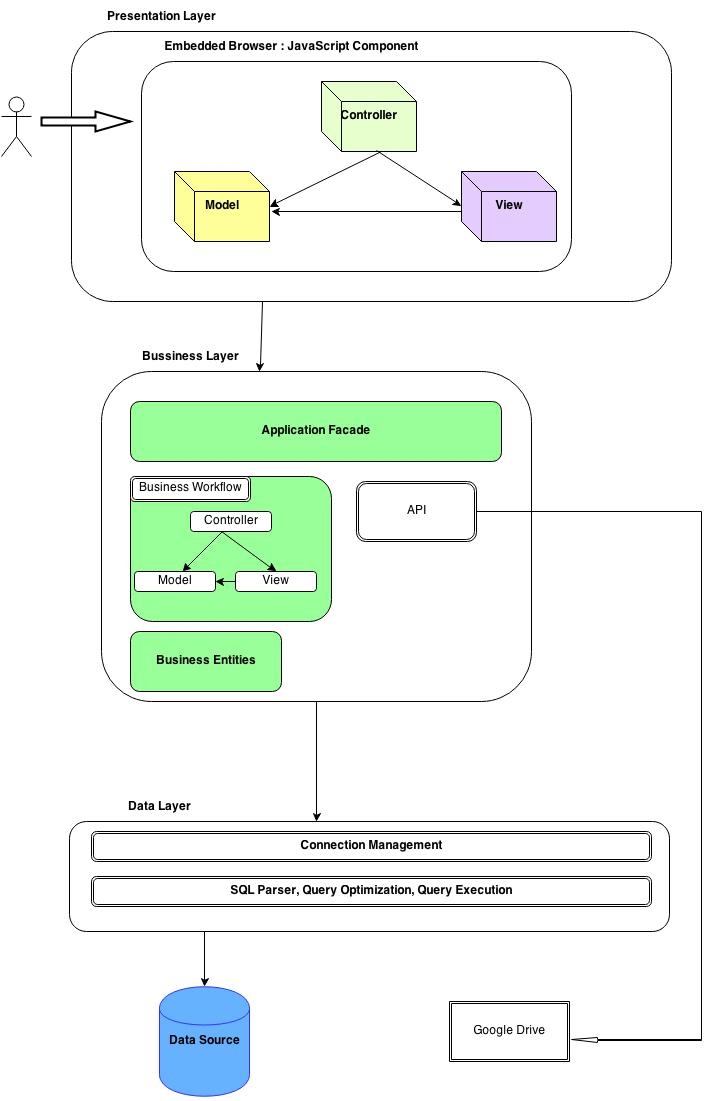 Presentation Layer
Embedded Browser : JavaScript Component
Controller
Model
View
Bussiness Layer
Application Facade
Business Workflow
Controller
Model
View
API
Business Entities
Data Layer
Connection Management
SQL Parser, Query Optimization, Query Execution
Data Source
Google Drive